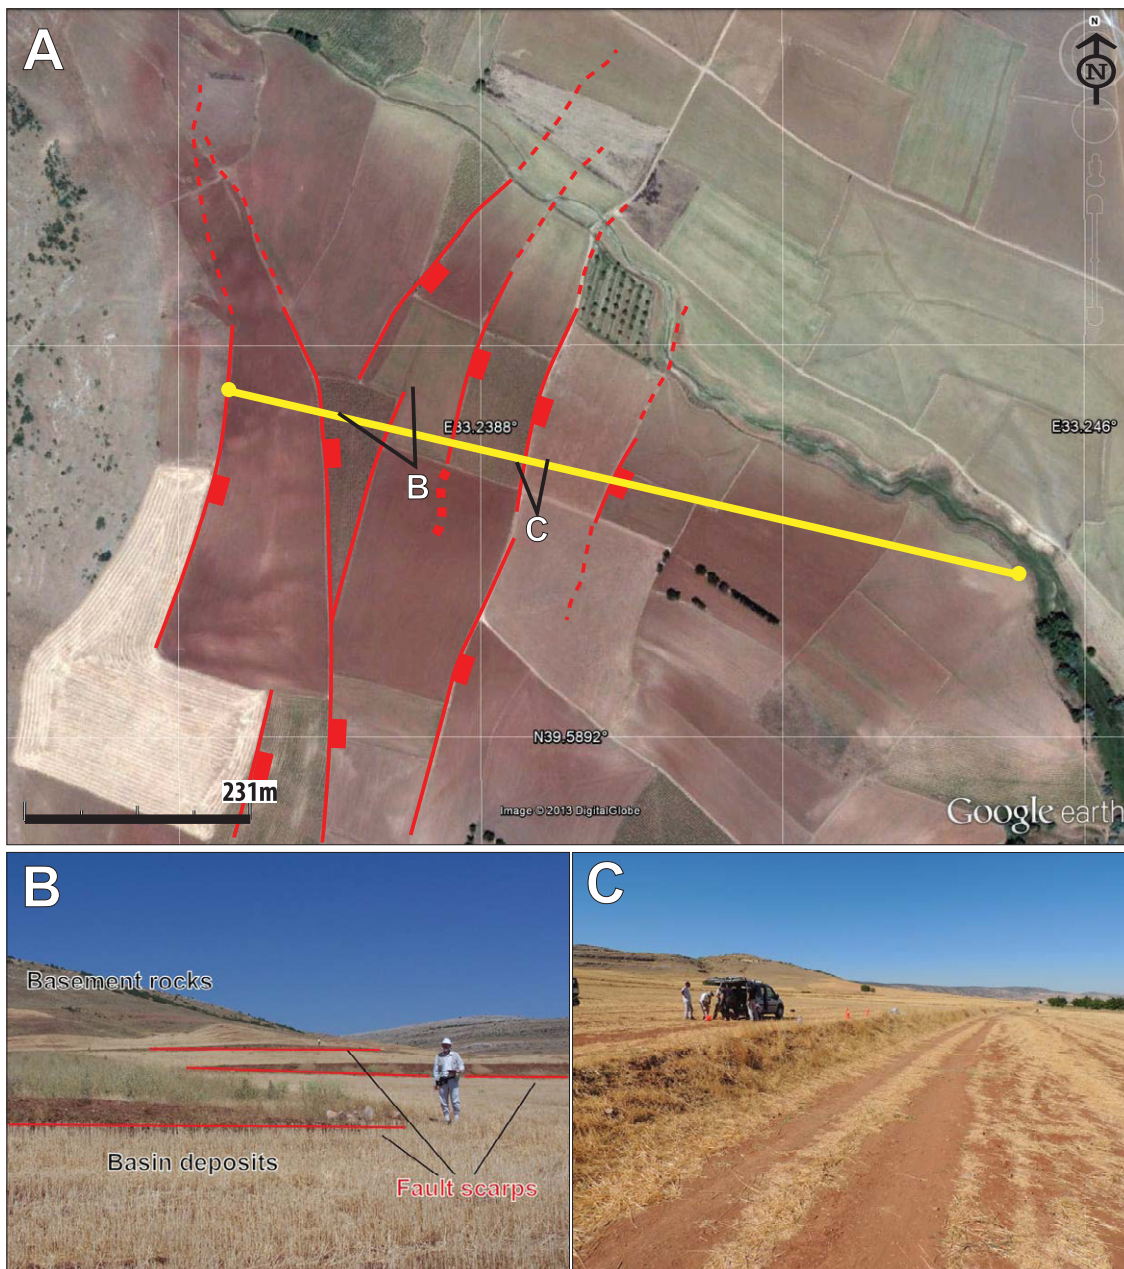 A
N
N
E33.2388°
E33.246°
B
C
N39.5892°
231m
Image © 2013 DigitalGlobe
Google earth
B
Basement rocks
Basin deposits
Fault scarps
C